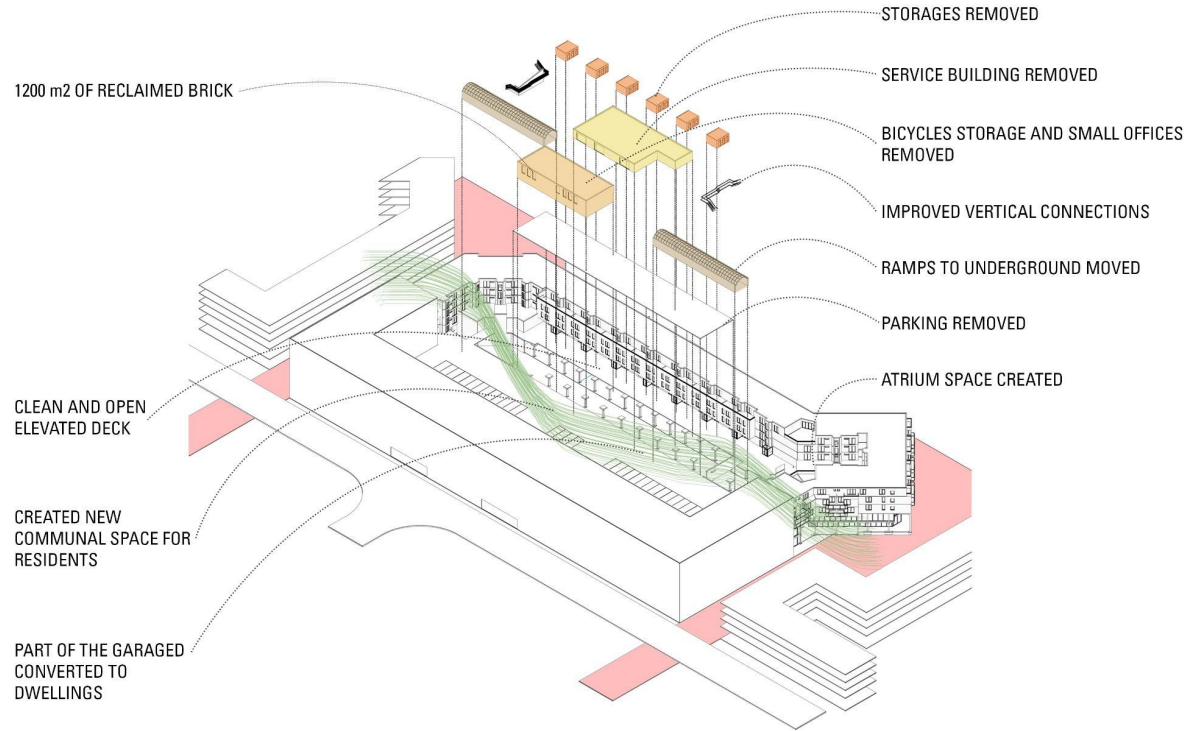 STORAGES REMOVED
SERVICE BUILDING REMOVED
1200 m2 OF RECLAIMED BRICK
BICYCLES STORAGE AND SMALL OFFICES
REMOVED
IMPROVED VERTICAL CONNECTIONS
RAMPS TO UNDERGROUND MOVED
PARKING REMOVED
ATRIUM SPACE CREATED
CLEAN AND OPEN
ELEVATED DECK
CREATED NEW
COMMUNAL SPACE FOR
RESIDENTS
PART OF THE GARAGED
CONVERTED TO
DWELLINGS